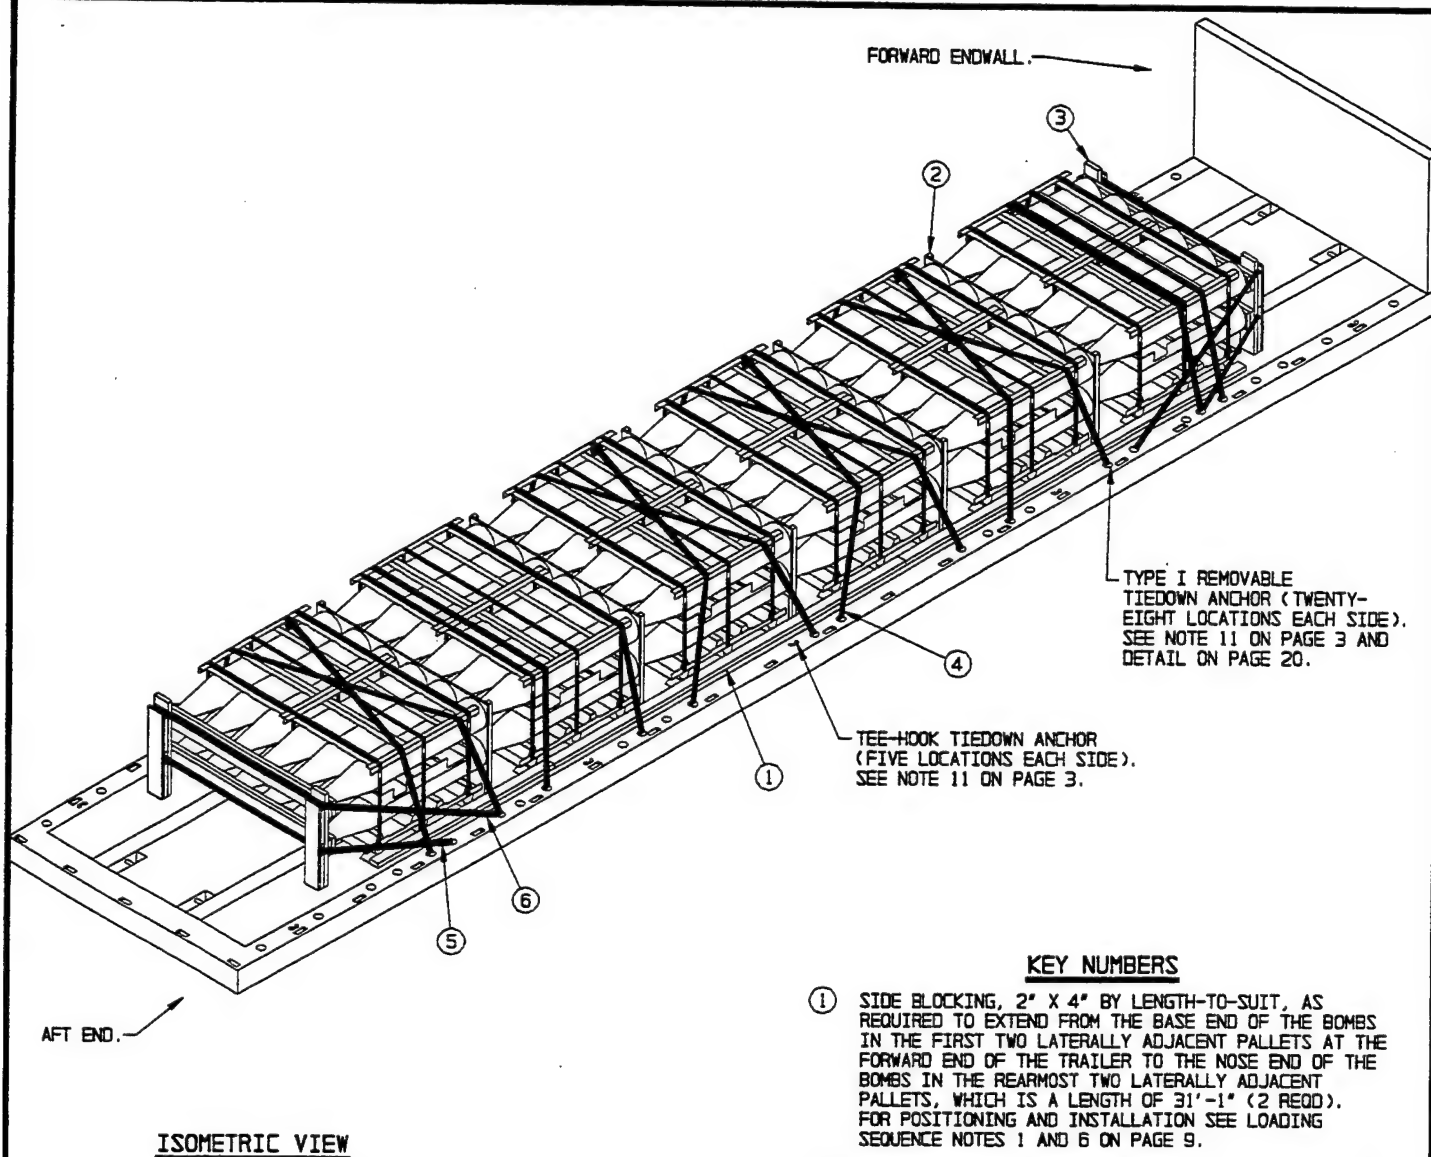 FORWARD ENDWALL.
3
2
TYPE I REMOVABLE
TIEDOWN ANCHOR (TWENTY-
EIGHT LOCATIONS EACH SIDE).
SEE NOTE 11 ON PAGE 3 AND
DETAIL ON PAGE 20.
4
TEE-HOOK TIEDOWN ANCHOR
(FIVE LOCATIONS EACH SIDE).
SEE NOTE 11 ON PAGE 3.
1
6
5
AFT END.
ISOMETRIC VIEW
KEY NUMBERS
1 SIDE BLOCKING, 2" X 4" BY LENGTH-TO-SUIT, AS
REQUIRED TO EXTEND FROM THE BASE END OF THE BOMBS
IN THE FIRST TWO LATERALLY ADJACENT PALLETS AT THE
FORWARD END OF THE TRAILER TO THE NOSE END OF THE
BOMBS IN THE REARMOST TWO LATERALLY ADJACENT
PALLETS, WHICH IS A LENGTH OF 31'-1" (2 REQD).
FOR POSITIONING AND INSTALLATION SEE LOADING
SEQUENCE NOTES 1 AND 6 ON PAGE 9.